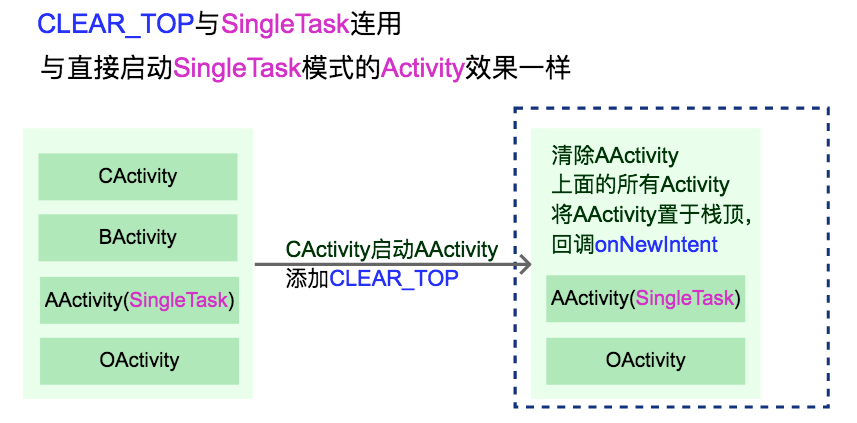 CLEAR_TOP与SingleTask连用
与直接启动SingleTask模式的Activity效果一样
CActivity
BActivity
AActivity(SingleTask)
OActivity
CActivity启动AActivity
添加CLEAR_TOP
清除AActivity
上面的所有Activity
将AActivity置于栈顶，
回调onNewIntent
AActivity(SingleTask)
OActivity